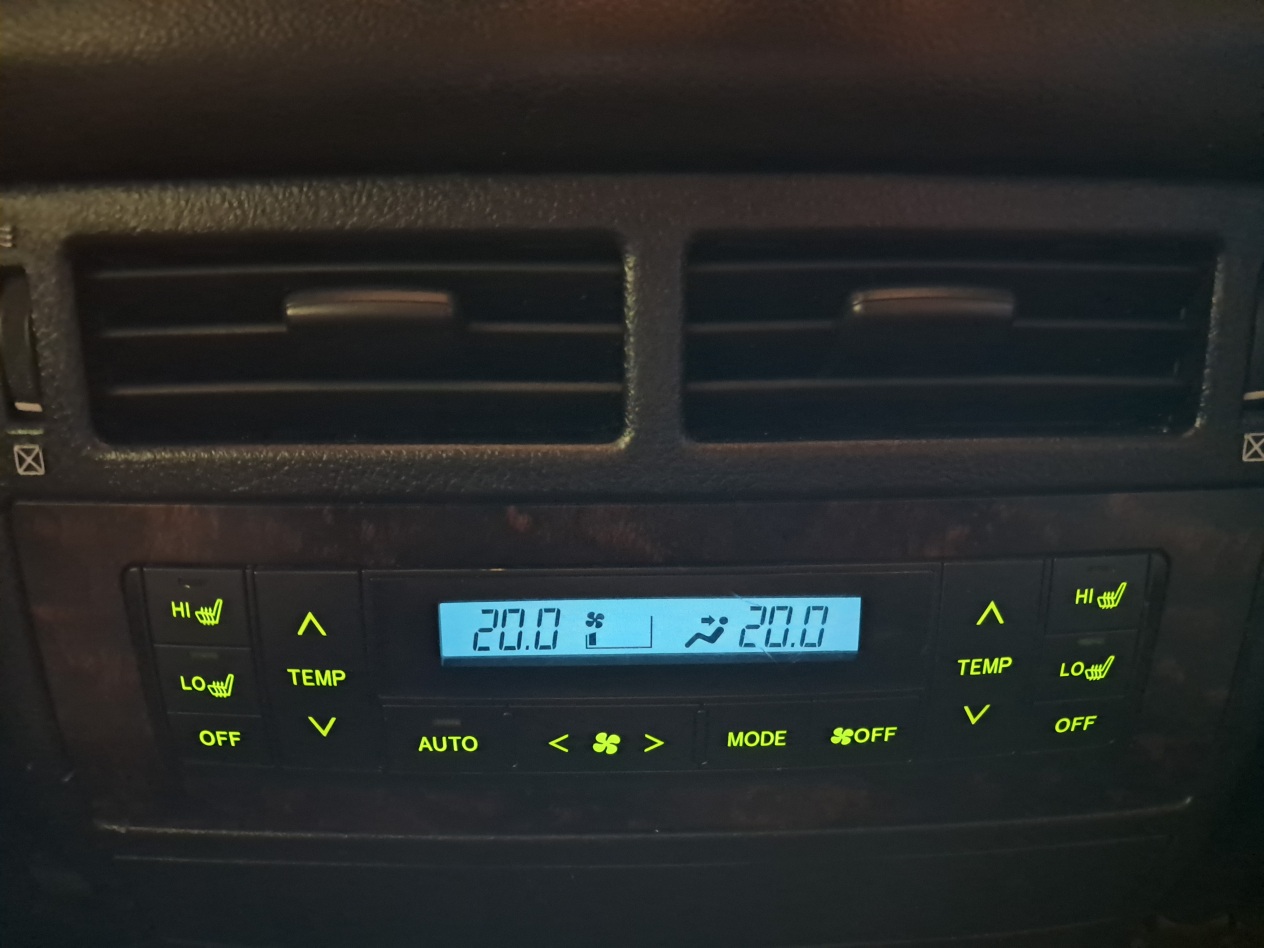 20.0 20.0
HI
HI
LO
TEMP
TEMP
LO
OFF
OFF
AUTO
< >
MODE
OFF